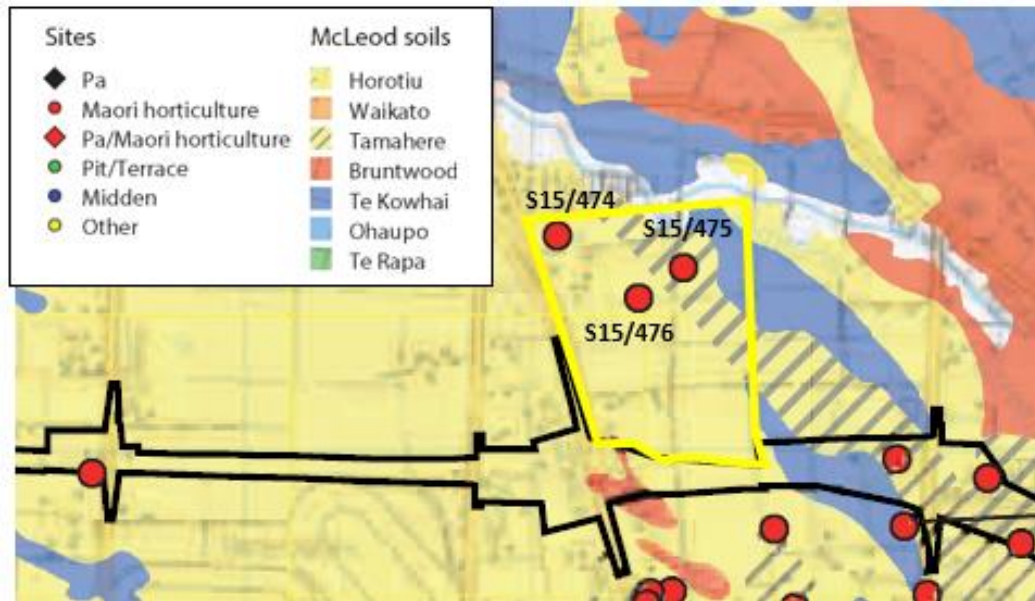 Sites
Pa
Maori horticulture
Pa/Maori horticulture
Pit/Terrace
Midden
Other
McLeod soils
Horotiu
Waikato
Tamahere
Bruntwood
Te Kowhai
Ohaupo
Te Rapa
S15/474
S15/475
S15/476